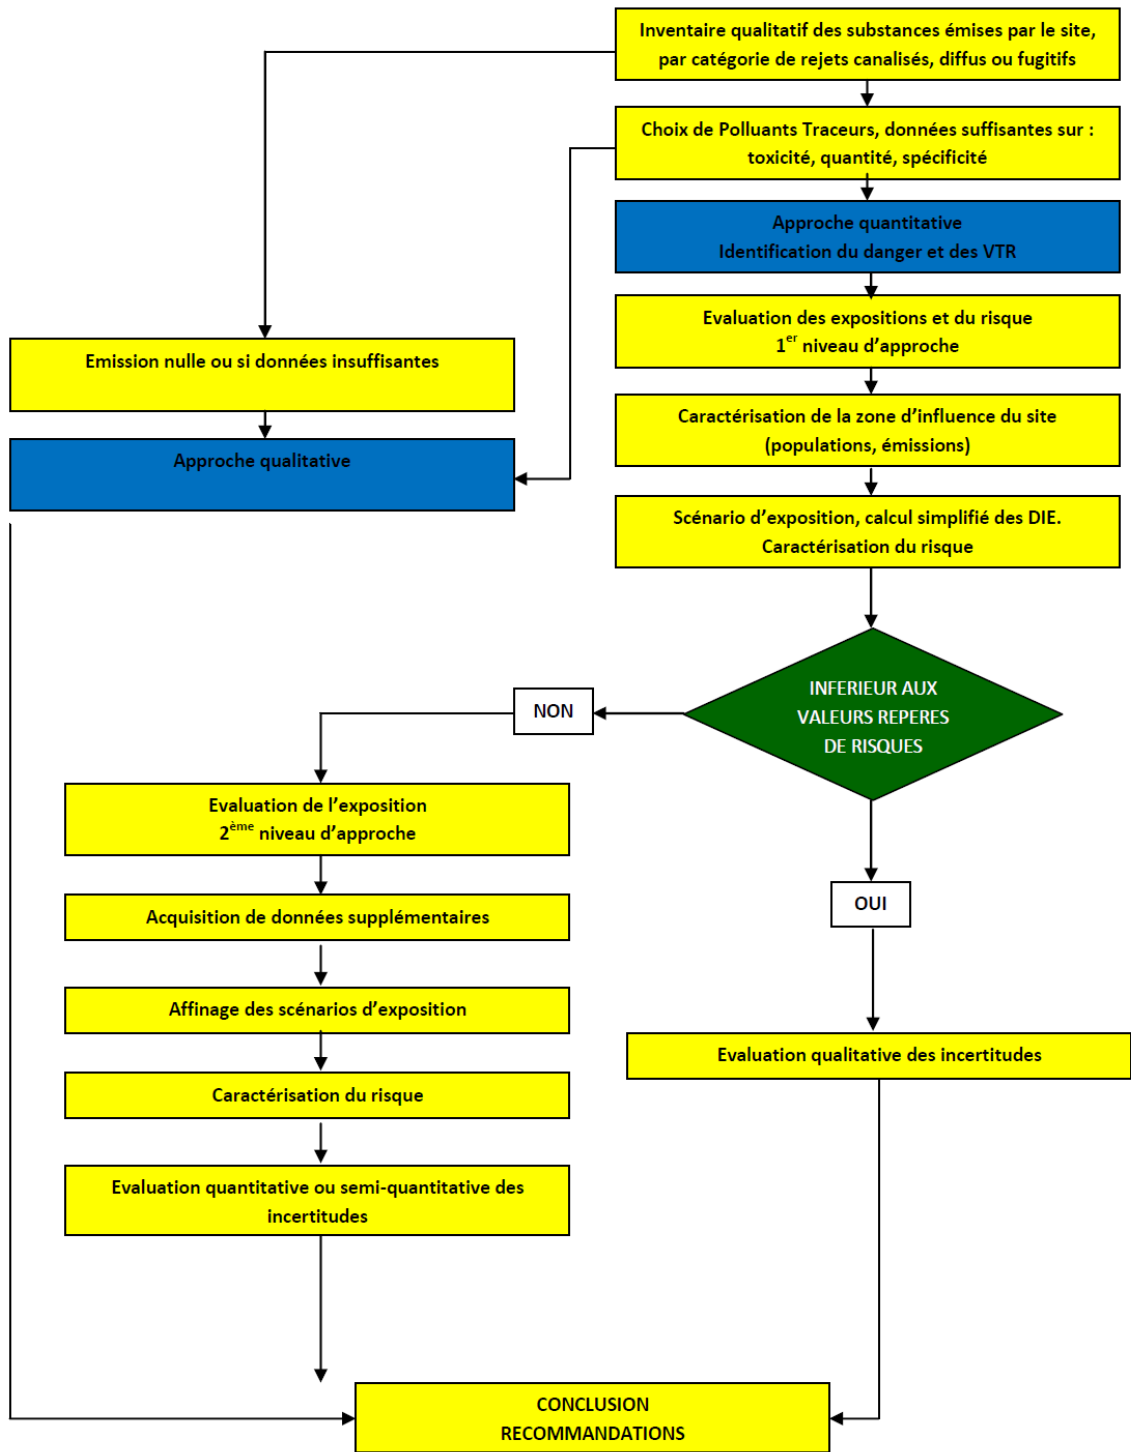 Inventaire qualitatif des substances émises par le site,
par catégorie de rejets canalisés, diffus ou fugitifs
Choix de Polluants Traceurs, données suffisantes sur :
toxicité, quantité, spécificité
Approche quantitative
Identification du danger et des VTR
Evaluation des expositions et du risque
1er niveau d’approche
Emission nulle ou si données insuffisantes
Caractérisation de la zone d’influence du site
(populations, émissions)
Approche qualitative
Scénario d’exposition, calcul simplifié des DIE.
Caractérisation du risque
INFERIEUR AUX
VALEURS REPERES
DE RISQUES
NON
Evaluation de l’exposition
2ème niveau d’approche
OUI
Acquisition de données supplémentaires
Affinage des scénarios d’exposition
Evaluation qualitative des incertitudes
Caractérisation du risque
Evaluation quantitative ou semi-quantitative des
incertitudes
CONCLUSION
RECOMMANDATIONS